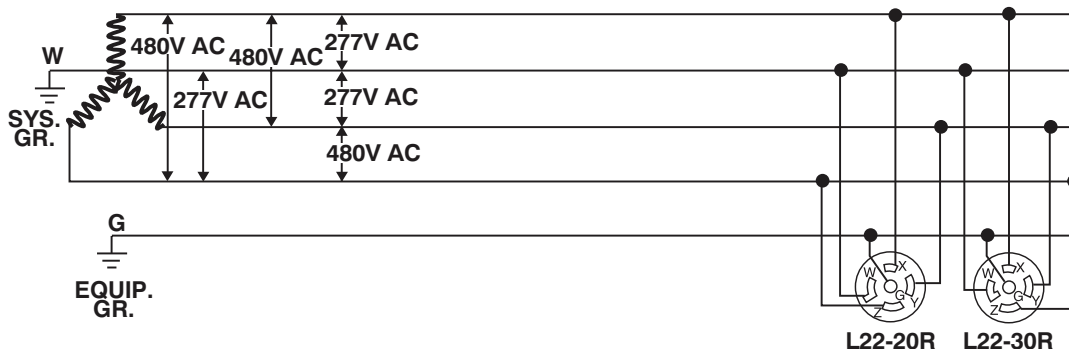 W
SYS.
GR.
480V AC
480V AC
277V AC
277V AC
277V AC
480V AC
G
EQUIP.
GR.
W
X
G
Y
Z
L22-20R
W
X
G
Y
Z
L22-30R